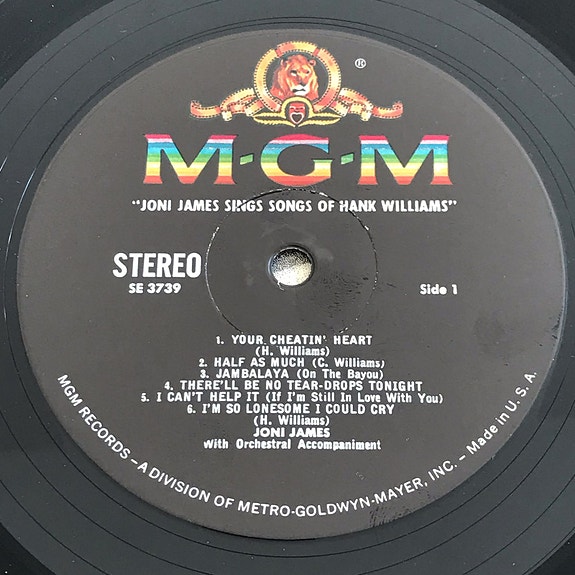 ®
M-G-M
"JONI JAMES SINGS SONGS OF HANK WILLIAMS"
STEREO
SE 3739
Side 1
1. YOUR CHEATIN' HEART
(H. Williams)
2. HALF AS MUCH (C. Williams)
3. JAMBALAYA (On The Bayou)
4. THERE'LL BE NO TEAR-DROPS TONIGHT
5. I CAN'T HELP IT (If I'm Still In Love With You)
6. I'M SO LONESOME I COULD CRY
(H. Williams)
JONI JAMES
with Orchestral Accompaniment
MGM RECORDS – A DIVISION OF METRO-GOLDWYN-MAYER, INC. – Made in U. S. A.